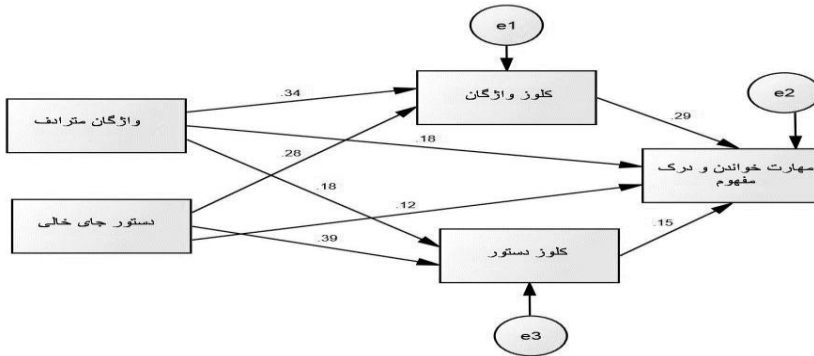 e1
کلوز واژگان
e2
.34
واژگان مترادف
.29
.18
مهارت خواندن و درک
مفهوم
.28
.18
دستور جای خالی
.12
.39
.15
کلوز دستور
e3